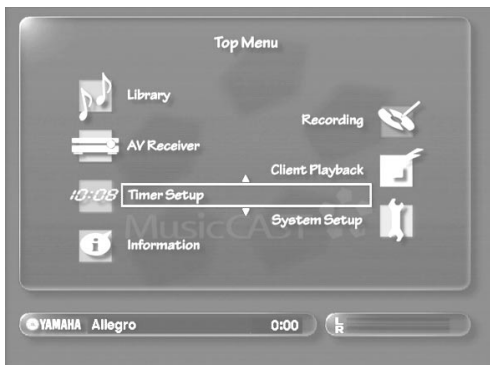 Top Menu
Library
Recording
AV Receiver
Client Playback
10:08 Timer Setup
MusicCAST
System Setup
Information
YAMAHA Allegro 0:00 L
R